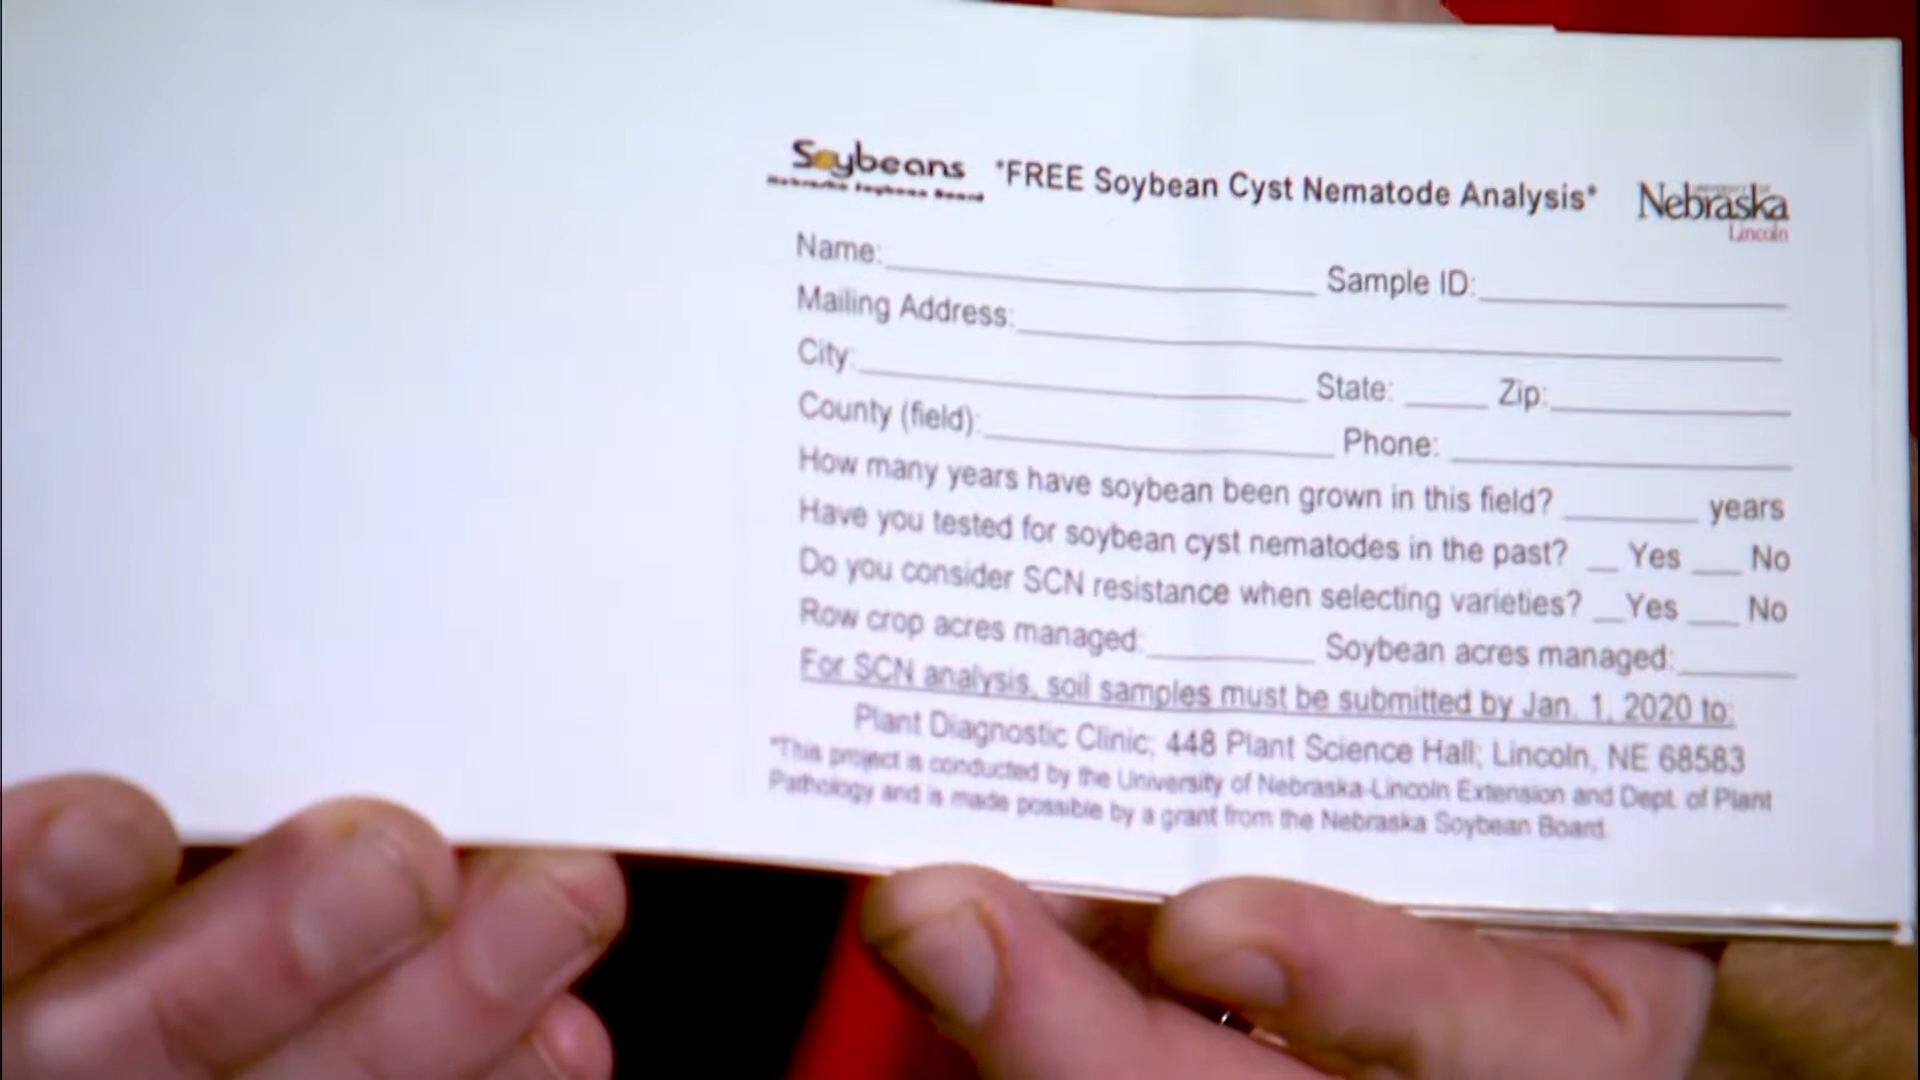 Soybeans
Nebraska Soybean Board
*FREE Soybean Cyst Nematode Analysis*
UNIVERSITY OF
Nebraska
Lincoln
Name: Sample ID:
Mailing Address:
City: State: Zip:
County (field): Phone:
How many years have soybean been grown in this field? years
Have you tested for soybean cyst nematodes in the past? Yes No
Do you consider SCN resistance when selecting varieties? Yes No
Row crop acres managed: Soybean acres managed:
For SCN analysis, soil samples must be submitted by Jan. 1, 2020 to:
Plant Diagnostic Clinic; 448 Plant Science Hall; Lincoln, NE 68583
*This project is conducted by the University of Nebraska-Lincoln Extension and Dept. of Plant
Pathology and is made possible by a grant from the Nebraska Soybean Board.